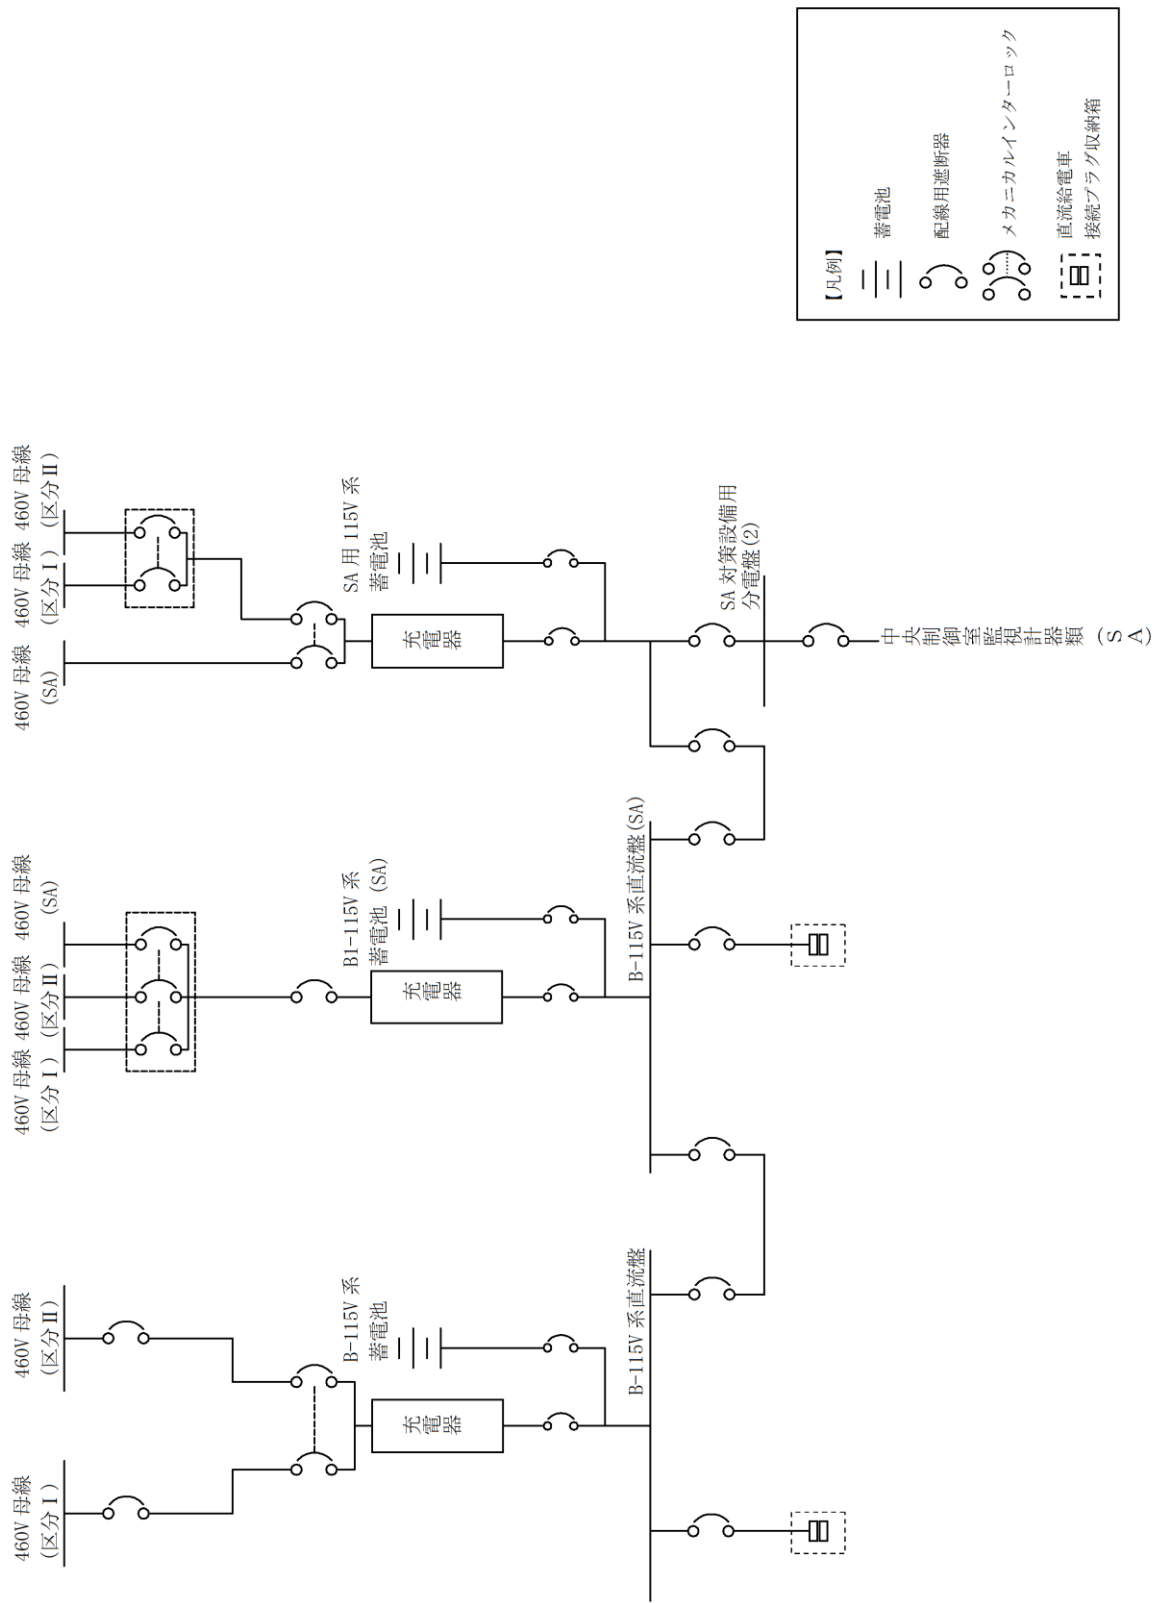 460V 母線
(区分Ⅰ)
460V 母線
(区分Ⅱ)
B-115V 系
蓄電池
充電器
B-115V 系直流盤
460V 母線
(区分Ⅰ)
460V 母線
(区分Ⅱ)
460V 母線
(SA)
B1-115V 系
蓄電池 (SA)
充電器
B-115V 系直流盤(SA)
460V 母線
(SA)
460V 母線
(区分Ⅰ)
460V 母線
(区分Ⅱ)
SA 用 115V 系
蓄電池
充電器
SA 対策設備用
分電盤(2)
中央制御室監視計器類(SA)
【凡例】
蓄電池
配線用遮断器
メカニカルインターロック
直流給電車
接続プラグ収納箱